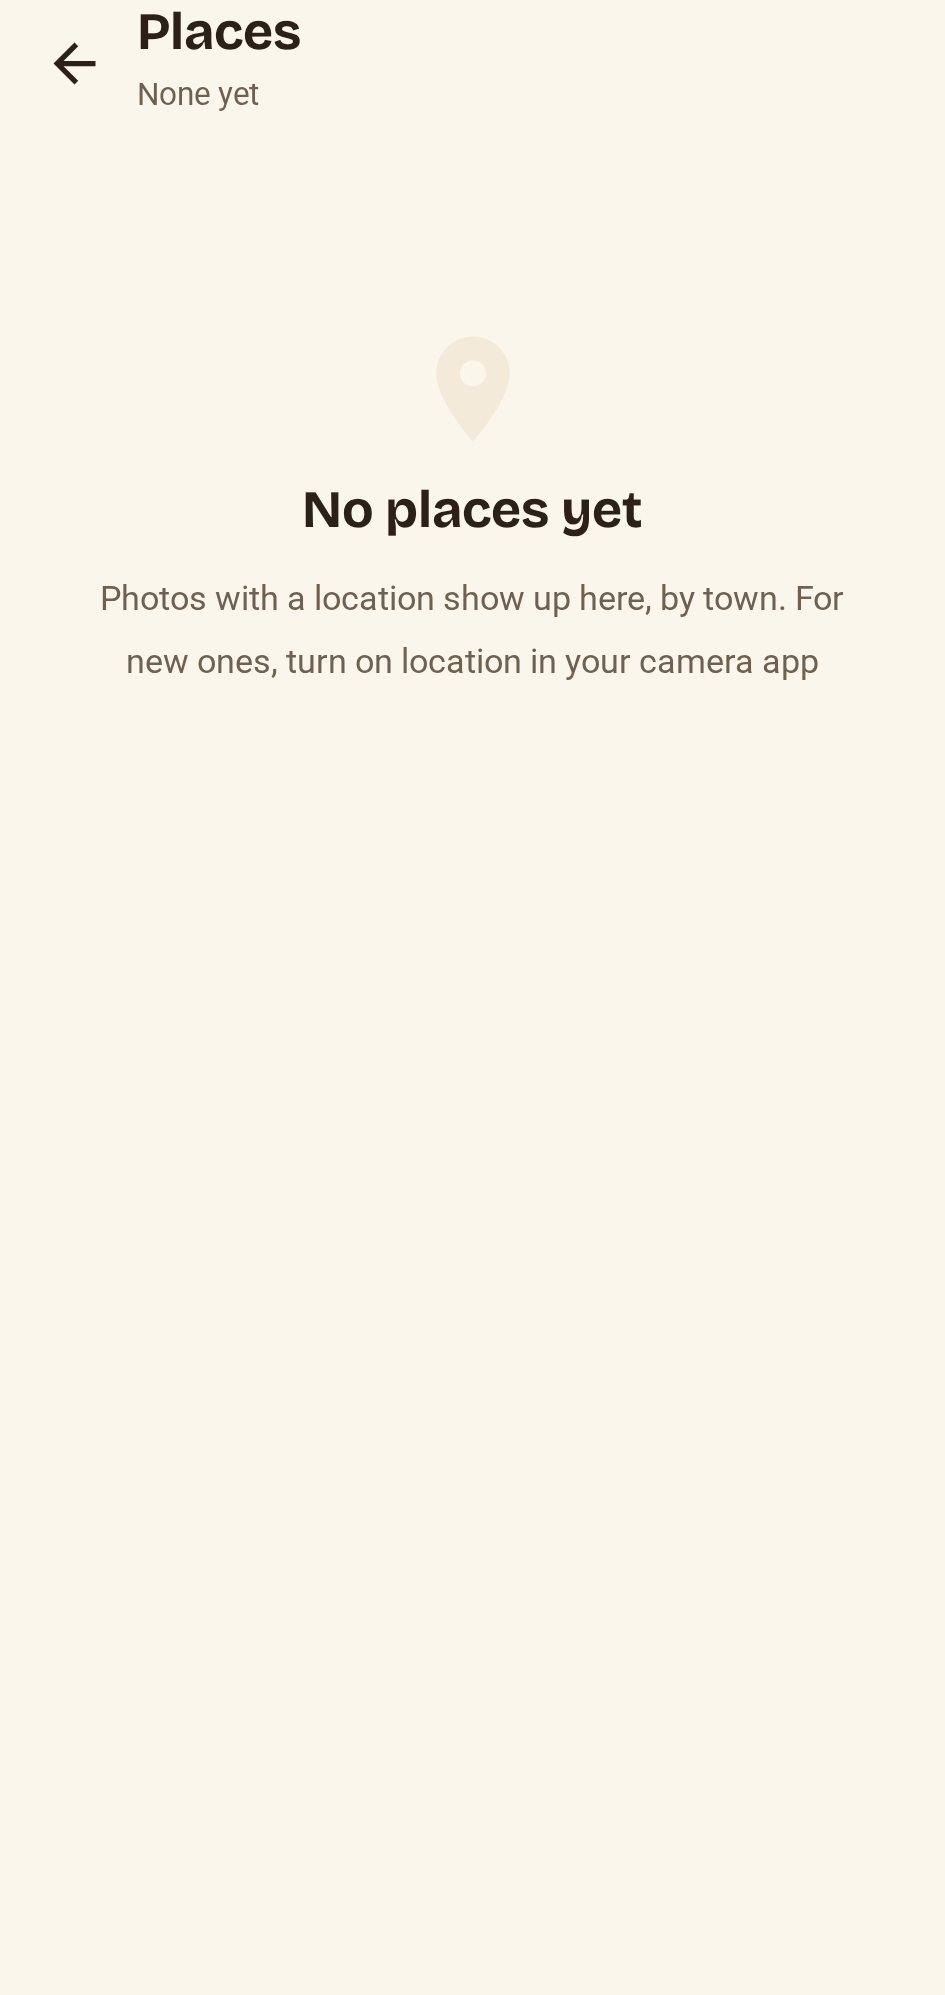 Places
None yet
No places yet
Photos with a location show up here, by town. For
new ones, turn on location in your camera app